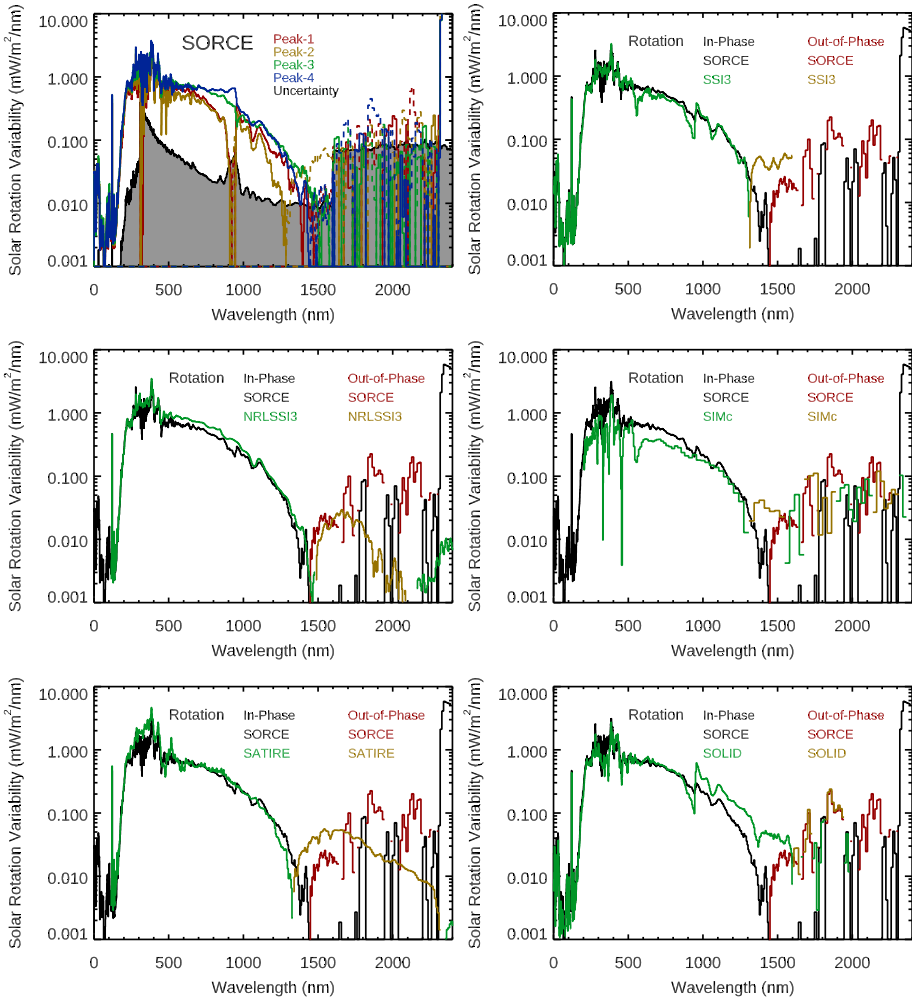 10.000
1.000
0.100
0.010
0.001
Solar Rotation Variability (mW/m²/nm)
SORCE
Peak-1
Peak-2
Peak-3
Peak-4
Uncertainty
0 500 1000 1500 2000
Wavelength (nm)
10.000
1.000
0.100
0.010
0.001
Solar Rotation Variability (mW/m²/nm)
Rotation In-Phase Out-of-Phase
SORCE SORCE
SSI3 SSI3
0 500 1000 1500 2000
Wavelength (nm)
10.000
1.000
0.100
0.010
0.001
Solar Rotation Variability (mW/m²/nm)
Rotation In-Phase Out-of-Phase
SORCE SORCE
NRLSSI3 NRLSSI3
0 500 1000 1500 2000
Wavelength (nm)
10.000
1.000
0.100
0.010
0.001
Solar Rotation Variability (mW/m²/nm)
Rotation In-Phase Out-of-Phase
SORCE SORCE
SIMc SIMc
0 500 1000 1500 2000
Wavelength (nm)
10.000
1.000
0.100
0.010
0.001
Solar Rotation Variability (mW/m²/nm)
Rotation In-Phase Out-of-Phase
SORCE SORCE
SATIRE SATIRE
0 500 1000 1500 2000
Wavelength (nm)
10.000
1.000
0.100
0.010
0.001
Solar Rotation Variability (mW/m²/nm)
Rotation In-Phase Out-of-Phase
SORCE SORCE
SOLID SOLID
0 500 1000 1500 2000
Wavelength (nm)